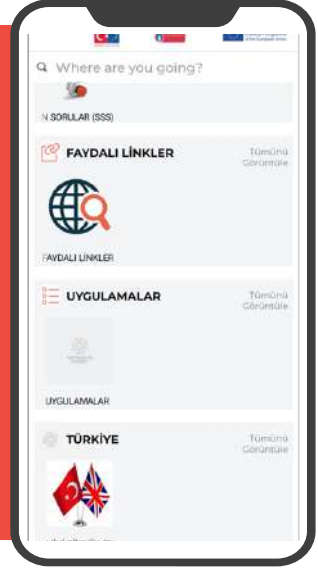 Where are you going?
N SORULAR (SSS)
FAYDALI LİNKLER
Tümünü
Görüntüle
FAYDALI LİNKLER
UYGULAMALAR
Tümünü
Görüntüle
UYGULAMALAR
TÜRKİYE
Tümünü
Görüntüle